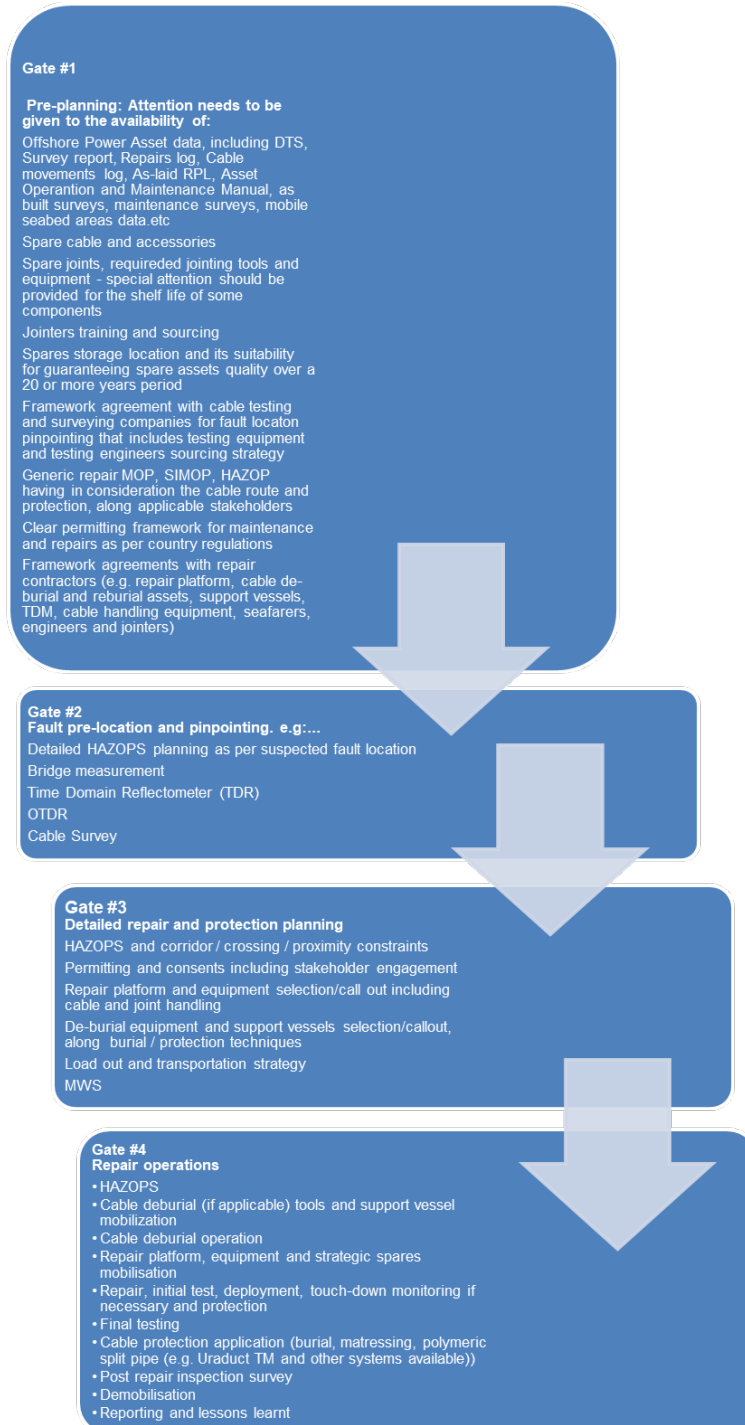 Gate #1
Pre-planning: Attention needs to be
given to the availability of:
Offshore Power Asset data, including DTS,
Survey report, Repairs log, Cable
movements log, As-laid RPL, Asset
Operantion and Maintenance Manual, as
built surveys, maintenance surveys, mobile
seabed areas data.etc
Spare cable and accessories
Spare joints, requireded jointing tools and
equipment - special attention should be
provided for the shelf life of some
components
Jointers training and sourcing
Spares storage location and its suitability
for guaranteeing spare assets quality over a
20 or more years period
Framework agreement with cable testing
and surveying companies for fault locaton
pinpointing that includes testing equipment
and testing engineers sourcing strategy
Generic repair MOP, SIMOP, HAZOP
having in consideration the cable route and
protection, along applicable stakeholders
Clear permitting framework for maintenance
and repairs as per country regulations
Framework agreements with repair
contractors (e.g. repair platform, cable de-
burial and reburial assets, support vessels,
TDM, cable handling equipment, seafarers,
engineers and jointers)
Gate #2
Fault pre-location and pinpointing. e.g:...
Detailed HAZOPS planning as per suspected fault location
Bridge measurement
Time Domain Reflectometer (TDR)
OTDR
Cable Survey
Gate #3
Detailed repair and protection planning
HAZOPS and corridor / crossing / proximity constraints
Permitting and consents including stakeholder engagement
Repair platform and equipment selection/call out including
cable and joint handling
De-burial equipment and support vessels selection/callout,
along burial / protection techniques
Load out and transportation strategy
MWS
Gate #4
Repair operations
• HAZOPS
• Cable deburial (if applicable) tools and support vessel
mobilization
• Cable deburial operation
• Repair platform, equipment and strategic spares
mobilisation
• Repair, initial test, deployment, touch-down monitoring if
necessary and protection
• Final testing
• Cable protection application (burial, matressing, polymeric
split pipe (e.g. Uraduct TM and other systems available))
• Post repair inspection survey
• Demobilisation
• Reporting and lessons learnt